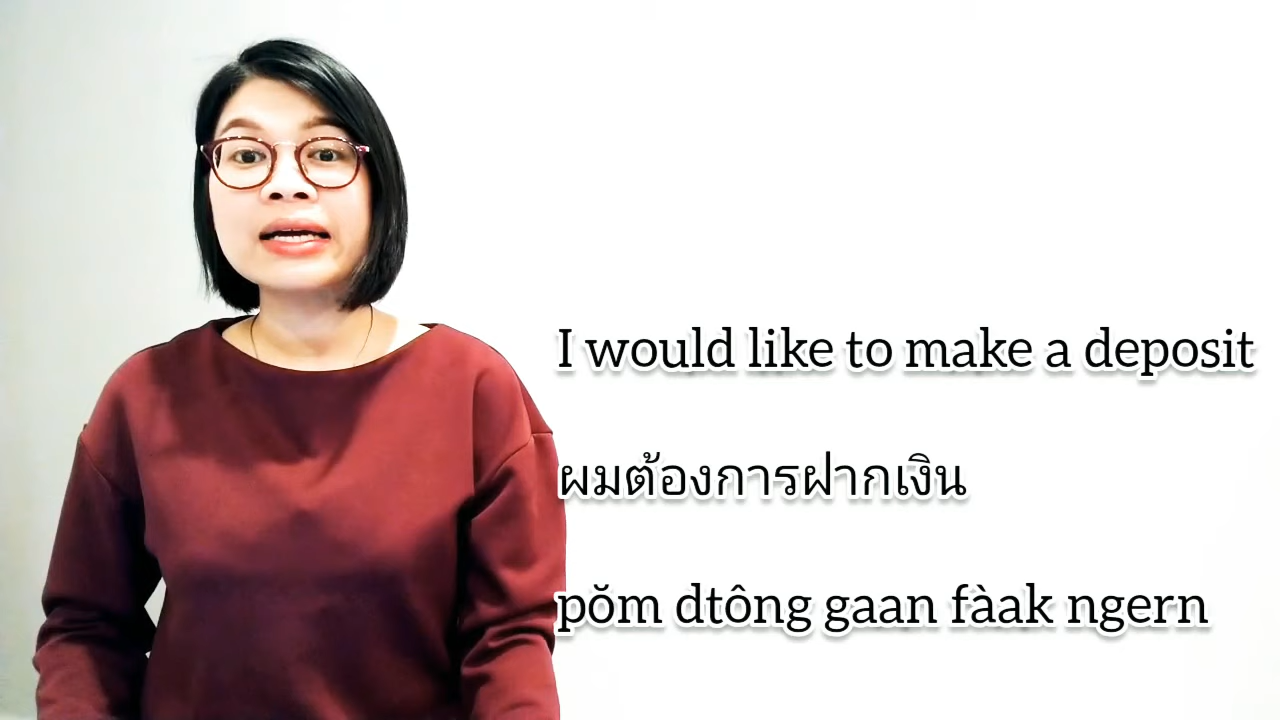 I would like to make a deposit
ผมต้องการฝากเงิน
pŏm dtông gaan fàak ngern